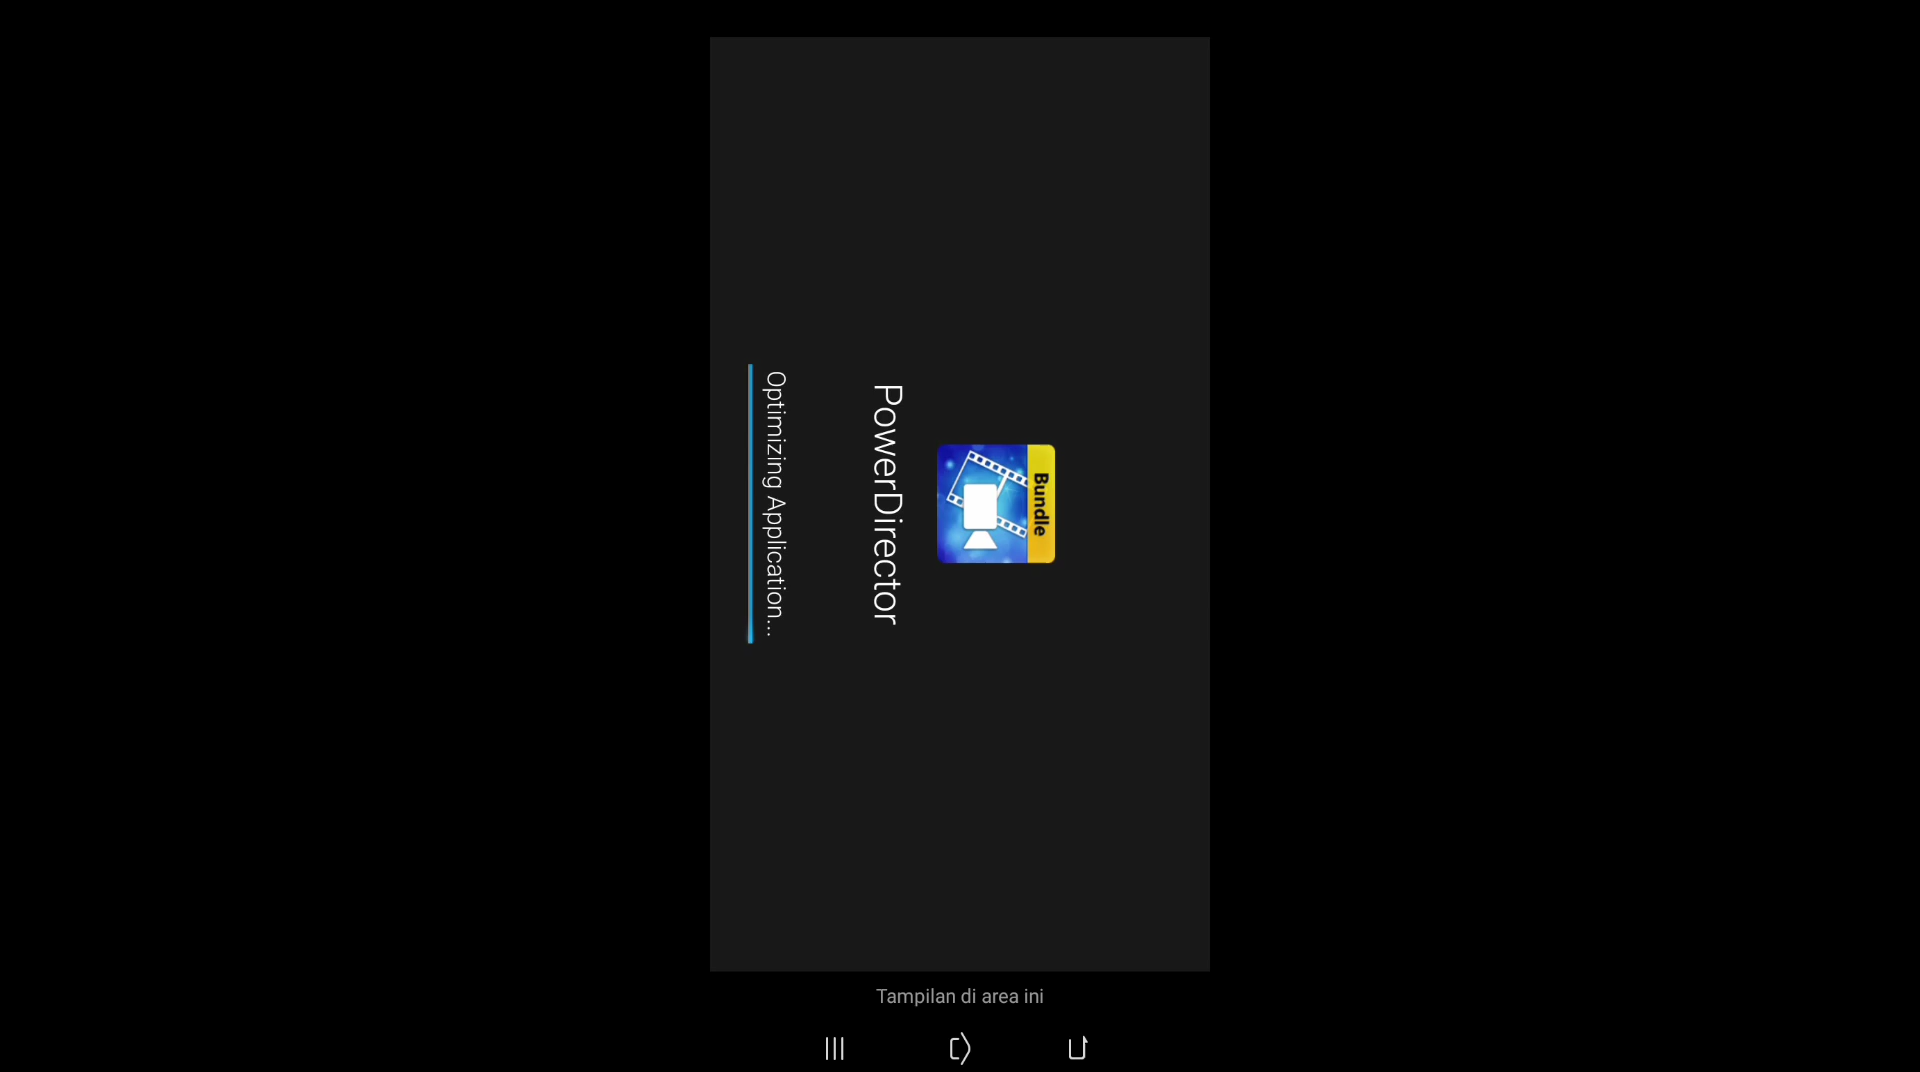 Bundle
PowerDirector
Optimizing Application...
Tampilan di area ini